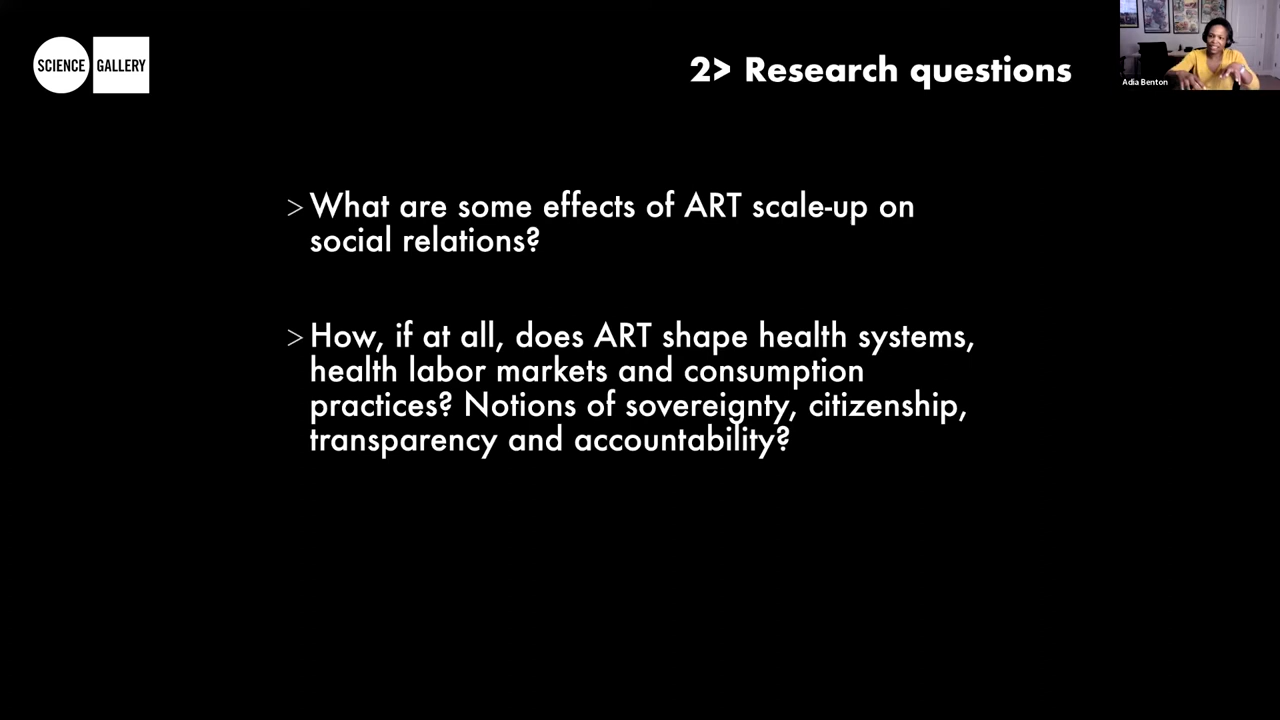 SCIENCE GALLERY
2> Research questions
Adia Benton
> What are some effects of ART scale-up on
social relations?
> How, if at all, does ART shape health systems,
health labor markets and consumption
practices? Notions of sovereignty, citizenship,
transparency and accountability?